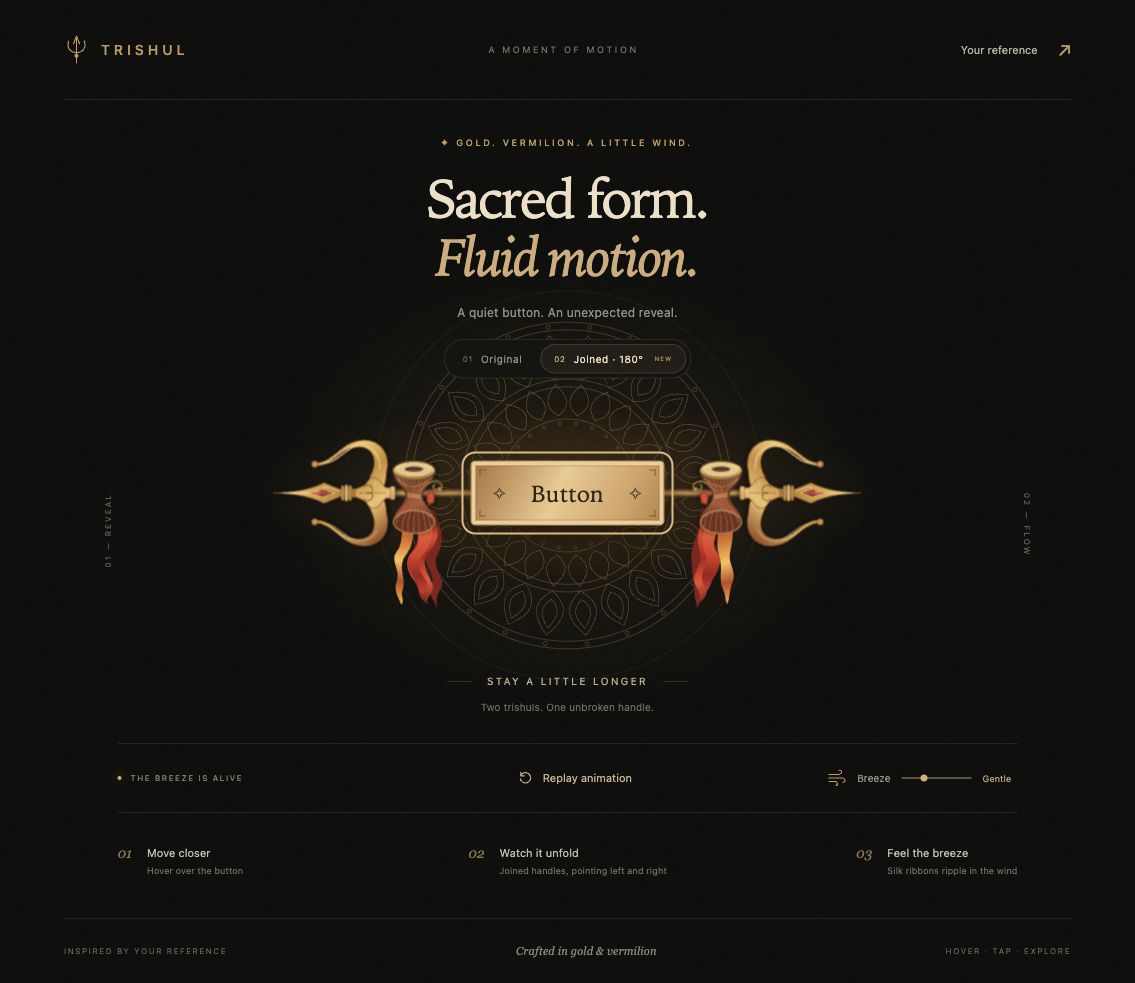 TRISHUL
A MOMENT OF MOTION
Your reference
GOLD. VERMILION. A LITTLE WIND.
Sacred form.
Fluid motion.
A quiet button. An unexpected reveal.
01 Original
02 Joined · 180° NEW
Button
01 — REVEAL
02 — FLOW
STAY A LITTLE LONGER
Two trishuls. One unbroken handle.
THE BREEZE IS ALIVE
Replay animation
Breeze
Gentle
01 Move closer
Hover over the button
02 Watch it unfold
Joined handles, pointing left and right
03 Feel the breeze
Silk ribbons ripple in the wind
INSPIRED BY YOUR REFERENCE
Crafted in gold & vermilion
HOVER · TAP · EXPLORE